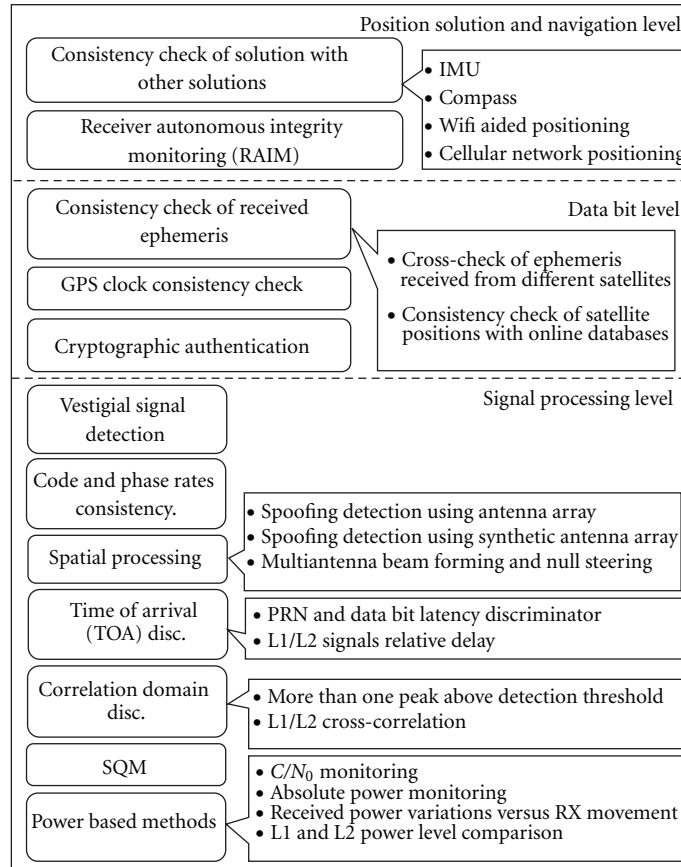 Position solution and navigation level
Consistency check of solution with
other solutions
• IMU
• Compass
• Wifi aided positioning
• Cellular network positioning
Receiver autonomous integrity
monitoring (RAIM)
Data bit level
Consistency check of received
ephemeris
• Cross-check of ephemeris
received from different satellites
• Consistency check of satellite
positions with online databases
GPS clock consistency check
Cryptographic authentication
Signal processing level
Vestigial signal
detection
Code and phase rates
consistency.
Spatial processing
• Spoofing detection using antenna array
• Spoofing detection using synthetic antenna array
• Multiantenna beam forming and null steering
Time of arrival
(TOA) disc.
• PRN and data bit latency discriminator
• L1/L2 signals relative delay
Correlation domain
disc.
• More than one peak above detection threshold
• L1/L2 cross-correlation
SQM
Power based methods
• C/N₀ monitoring
• Absolute power monitoring
• Received power variations versus RX movement
• L1 and L2 power level comparison